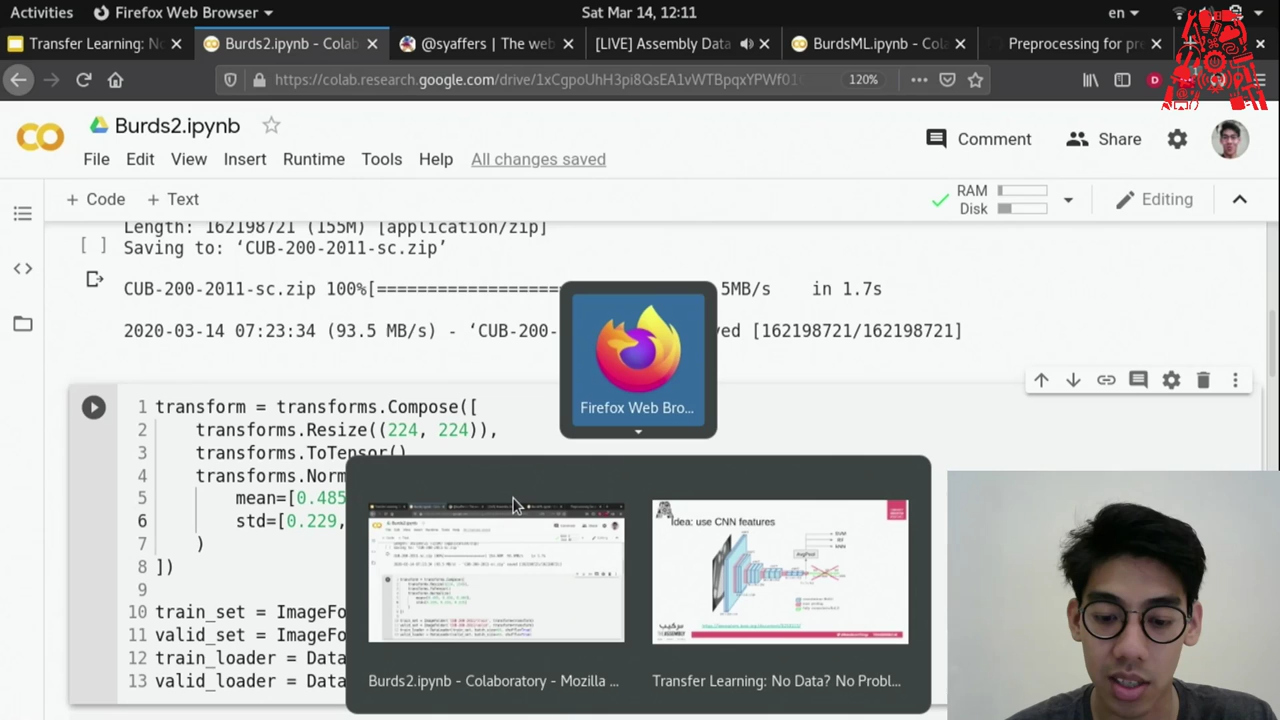 Activities Firefox Web Browser Sat Mar 14, 12:11 en
Transfer Learning: No Burds2.ipynb - Colab @syaffers | The web [LIVE] Assembly Data BurdsML.ipynb - Co Preprocessing for pre
https://colab.research.google.com/drive/1xCgpoUhH3pi8QsEA1vWTBpqxYPWf01 120%
Burds2.ipynb
Comment Share
File Edit View Insert Runtime Tools Help All changes saved
+ Code + Text RAM Disk Editing
Length: 162198721 (155M) [application/zip]
[ ] Saving to: ‘CUB-200-2011-sc.zip’
CUB-200-2011-sc.zip 100%[===================== 5MB/s in 1.7s
2020-03-14 07:23:34 (93.5 MB/s) - ‘CUB-200- ved [162198721/162198721]
Firefox Web Bro...
1 transform = transforms.Compose([
2 transforms.Resize((224, 224)),
3 transforms.ToTensor()
4 transforms.Norm
5 mean=[0.485
6 std=[0.229,
7 )
8 ])
9
10 train_set = ImageFo
11 valid_set = ImageFo
12 train_loader = Data
13 valid_loader = Data
Idea: use CNN features
AvgPool
Burds2.ipynb - Colaboratory - Mozilla ...
Transfer Learning: No Data? No Probl...